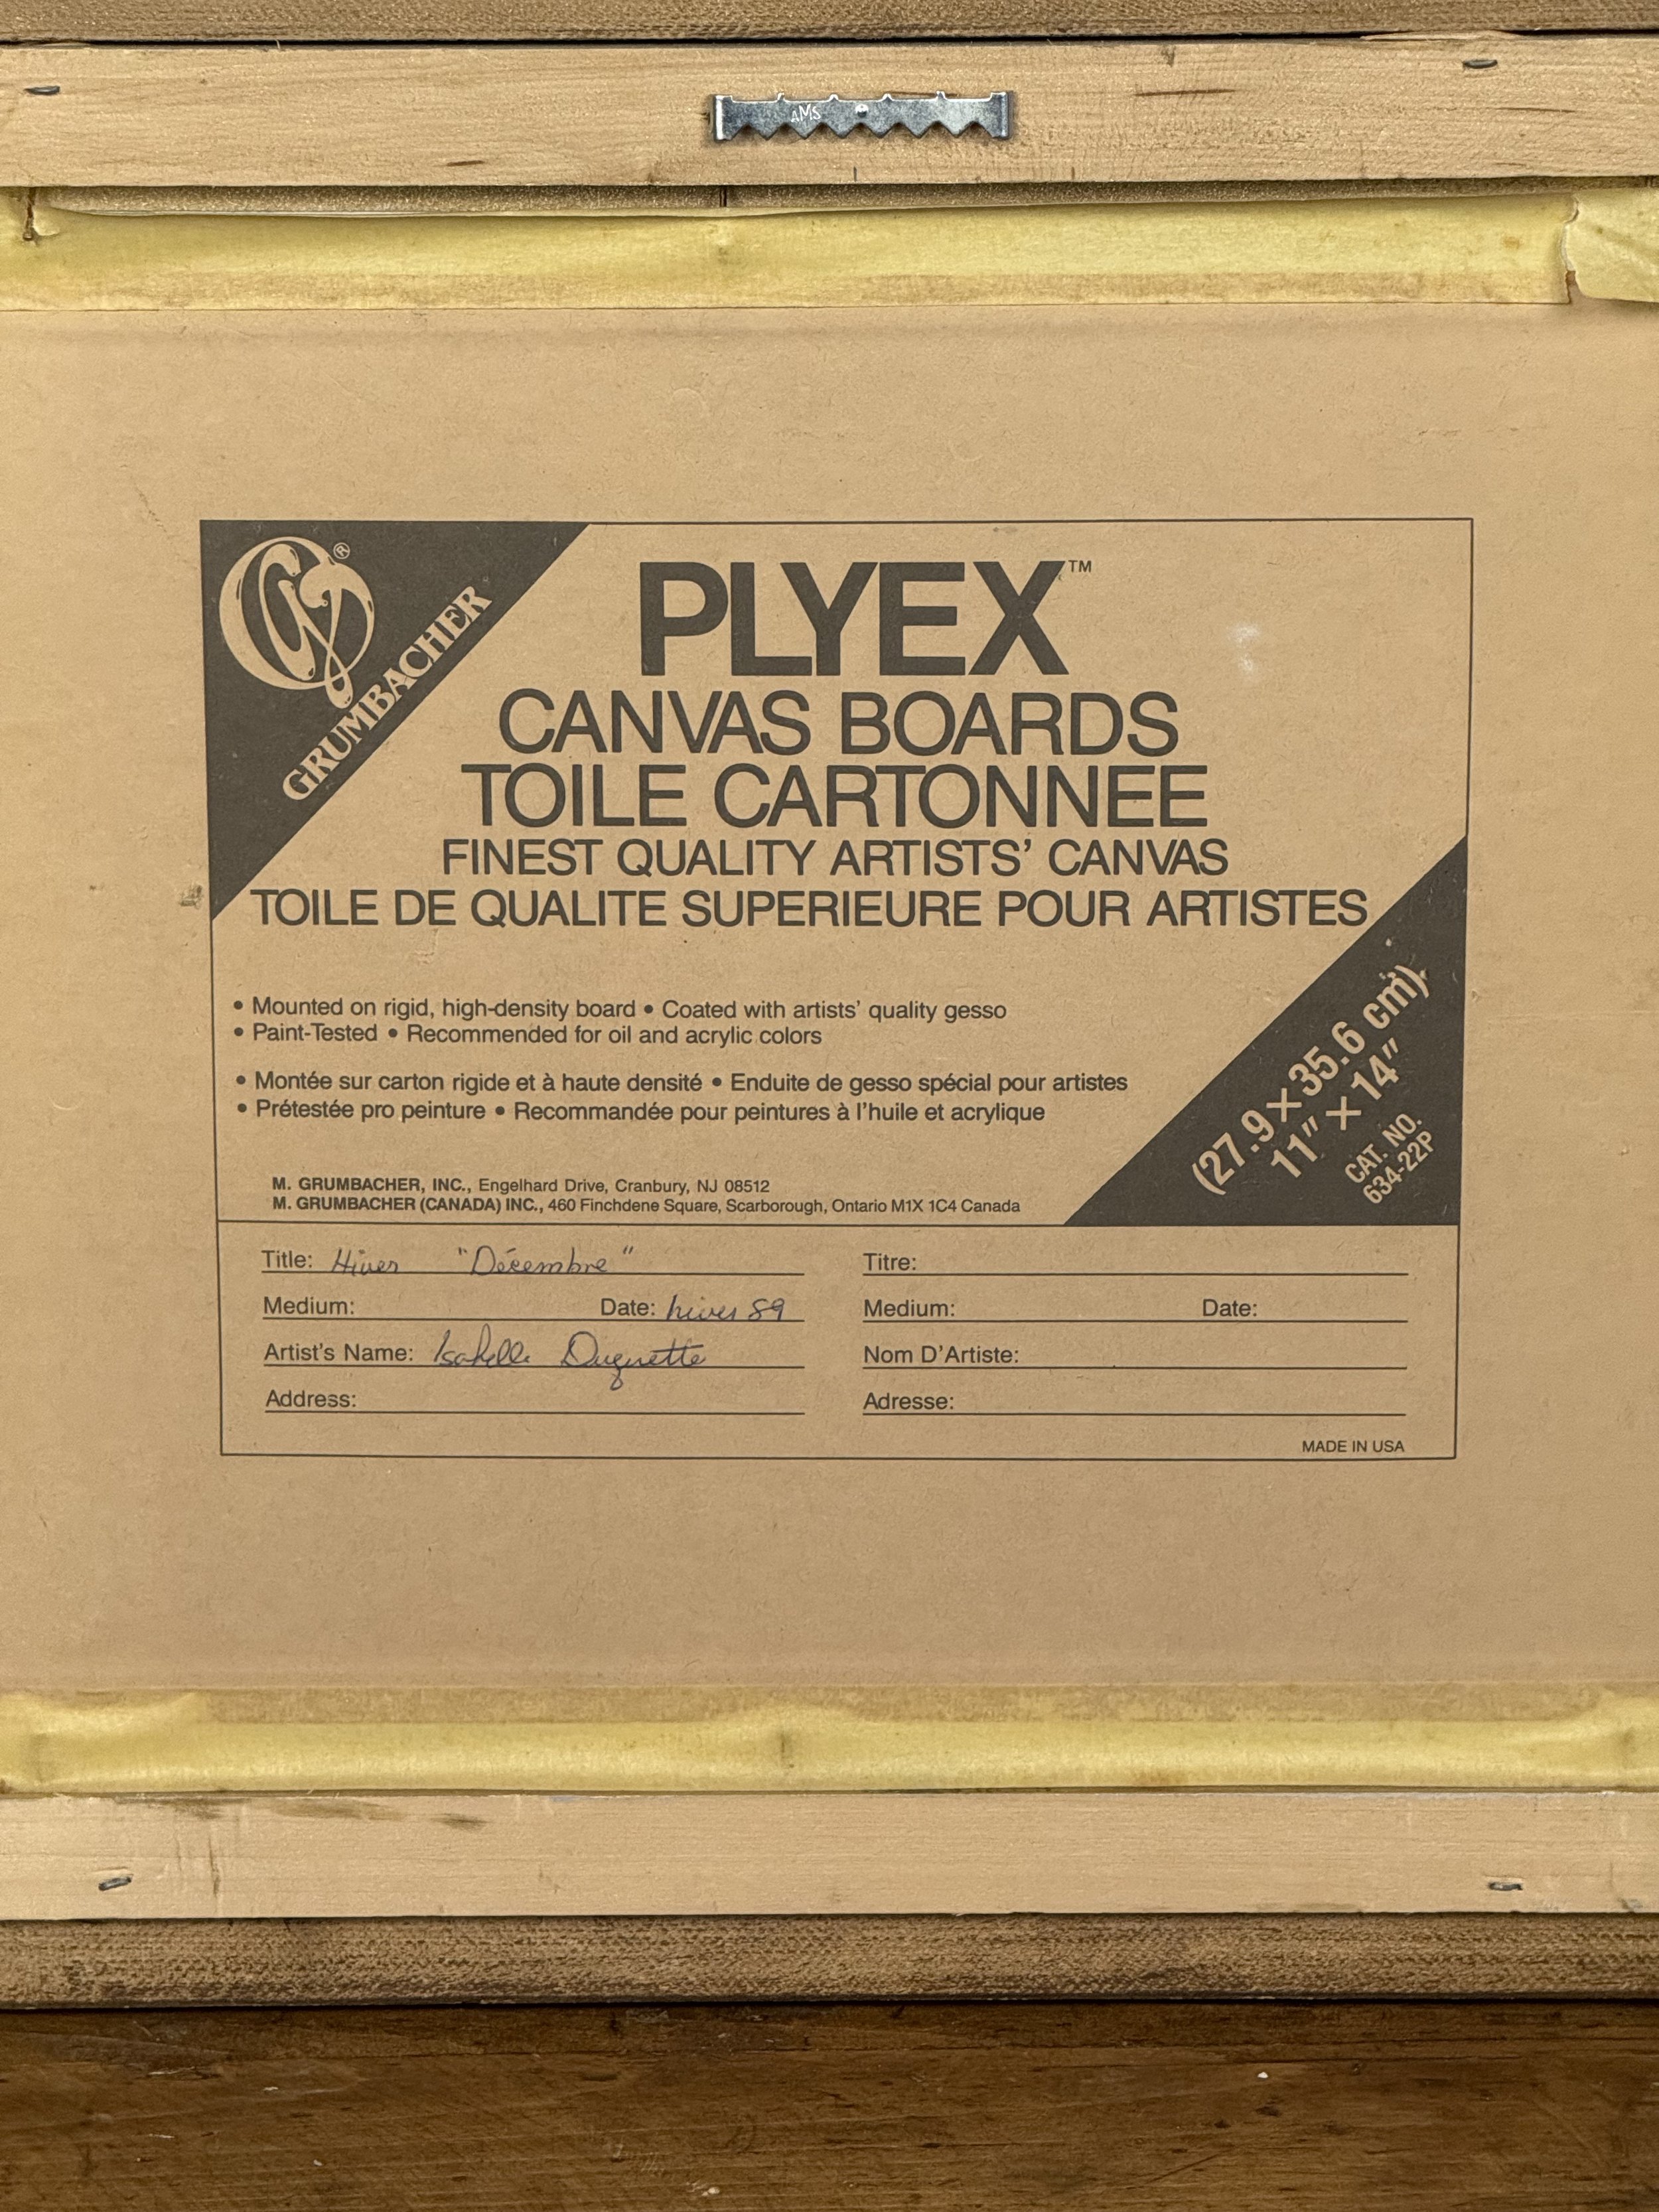 AMS
GRUMBACHER®
PLYEX™
CANVAS BOARDS
TOILE CARTONNEE
FINEST QUALITY ARTISTS' CANVAS
TOILE DE QUALITE SUPERIEURE POUR ARTISTES
• Mounted on rigid, high-density board • Coated with artists' quality gesso
• Paint-Tested • Recommended for oil and acrylic colors
• Montée sur carton rigide et à haute densité • Enduite de gesso spécial pour artistes
• Prétestée pro peinture • Recommandée pour peintures à l'huile et acrylique
(27.9 × 35.6 cm)
11" × 14"
CAT. NO.
634-22P
M. GRUMBACHER, INC., Engelhard Drive, Cranbury, NJ 08512
M. GRUMBACHER (CANADA) INC., 460 Finchdene Square, Scarborough, Ontario M1X 1C4 Canada
Title: Hiver "Décembre"
Medium: Date: hiver 89
Artist's Name: Isabelle Duquette
Address:
Titre:
Medium: Date:
Nom D'Artiste:
Adresse:
MADE IN USA